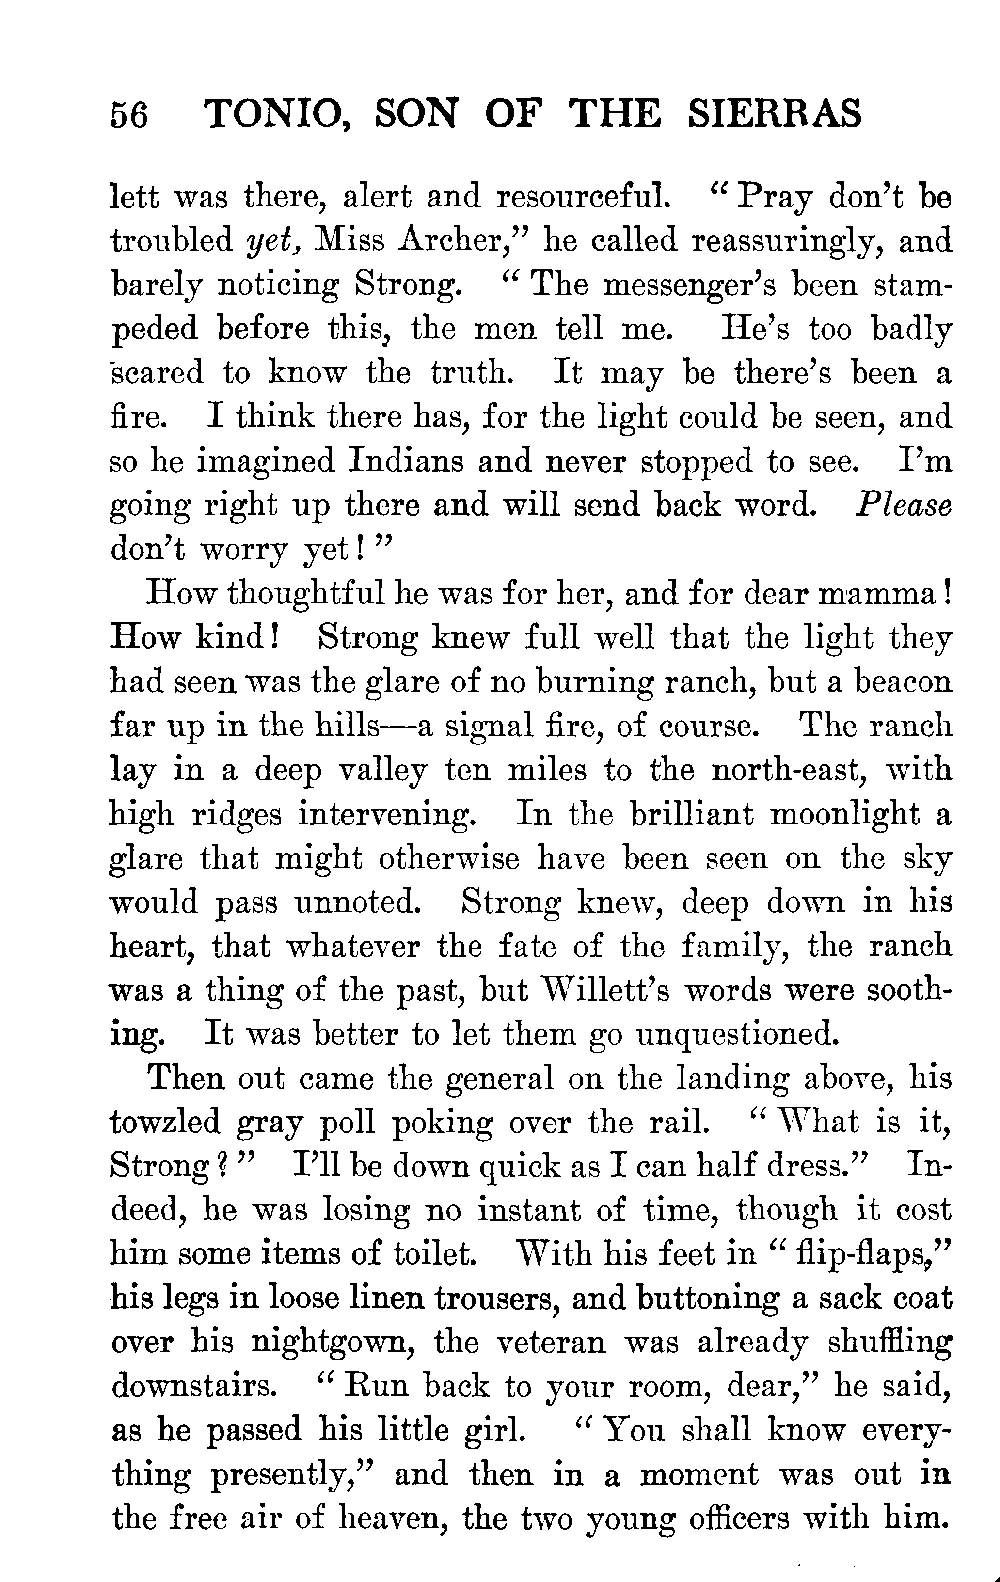 56 TONIO, SON OF THE SIERRAS
lett was there, alert and resourceful. “Pray don’t be
troubled yet, Miss Archer,” he called reassuringly, and
barely noticing Strong. “The messenger’s been stam-
peded before this, the men tell me. He’s too badly
scared to know the truth. It may be there’s been a
fire. I think there has, for the light could be seen, and
so he imagined Indians and never stopped to see. I’m
going right up there and will send back word. Please
don’t worry yet!”
How thoughtful he was for her, and for dear mamma!
How kind! Strong knew full well that the light they
had seen was the glare of no burning ranch, but a beacon
far up in the hills—a signal fire, of course. The ranch
lay in a deep valley ten miles to the north-east, with
high ridges intervening. In the brilliant moonlight a
glare that might otherwise have been seen on the sky
would pass unnoted. Strong knew, deep down in his
heart, that whatever the fate of the family, the ranch
was a thing of the past, but Willett’s words were sooth-
ing. It was better to let them go unquestioned.
Then out came the general on the landing above, his
towzled gray poll poking over the rail. “What is it,
Strong?” I’ll be down quick as I can half dress.” In-
deed, he was losing no instant of time, though it cost
him some items of toilet. With his feet in “flip-flaps,”
his legs in loose linen trousers, and buttoning a sack coat
over his nightgown, the veteran was already shuffling
downstairs. “Run back to your room, dear,” he said,
as he passed his little girl. “You shall know every-
thing presently,” and then in a moment was out in
the free air of heaven, the two young officers with him.